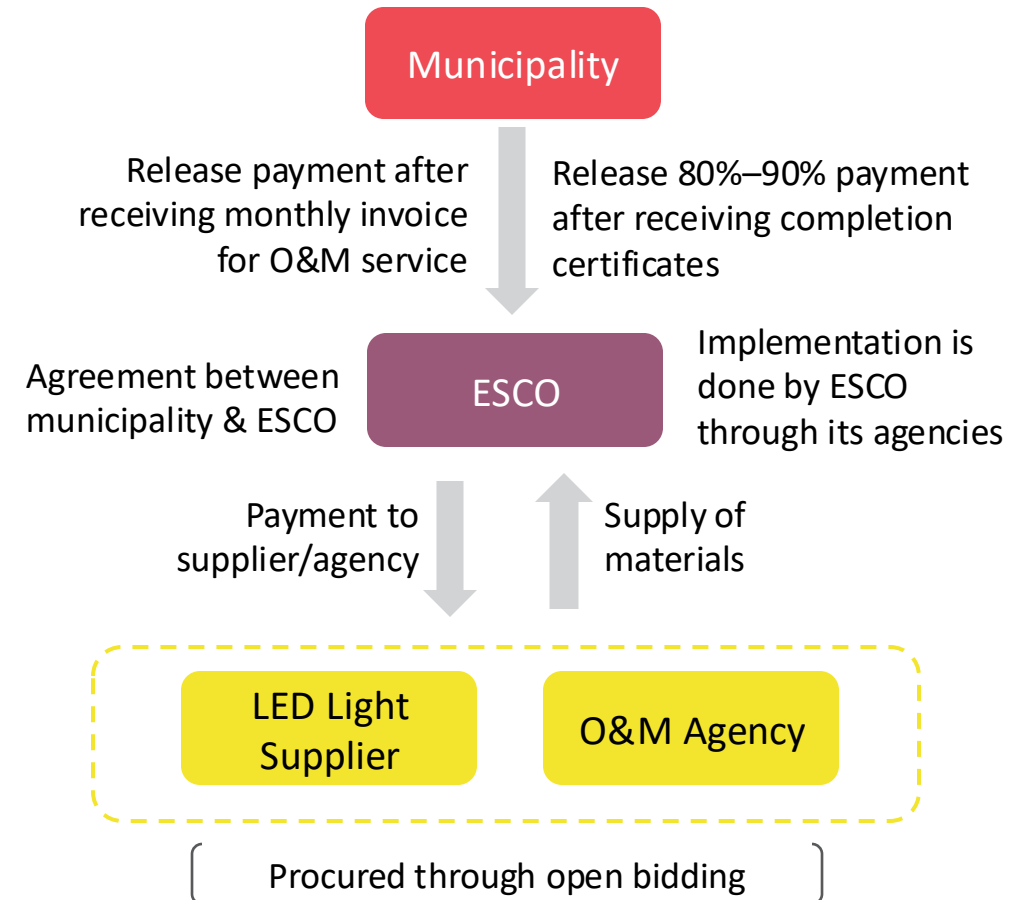 Municipality
Release payment after
receiving monthly invoice
for O&M service
Release 80%–90% payment
after receiving completion
certificates
Agreement between
municipality & ESCO
ESCO
Implementation is
done by ESCO
through its agencies
Payment to
supplier/agency
Supply of
materials
LED Light
Supplier
O&M Agency
Procured through open bidding